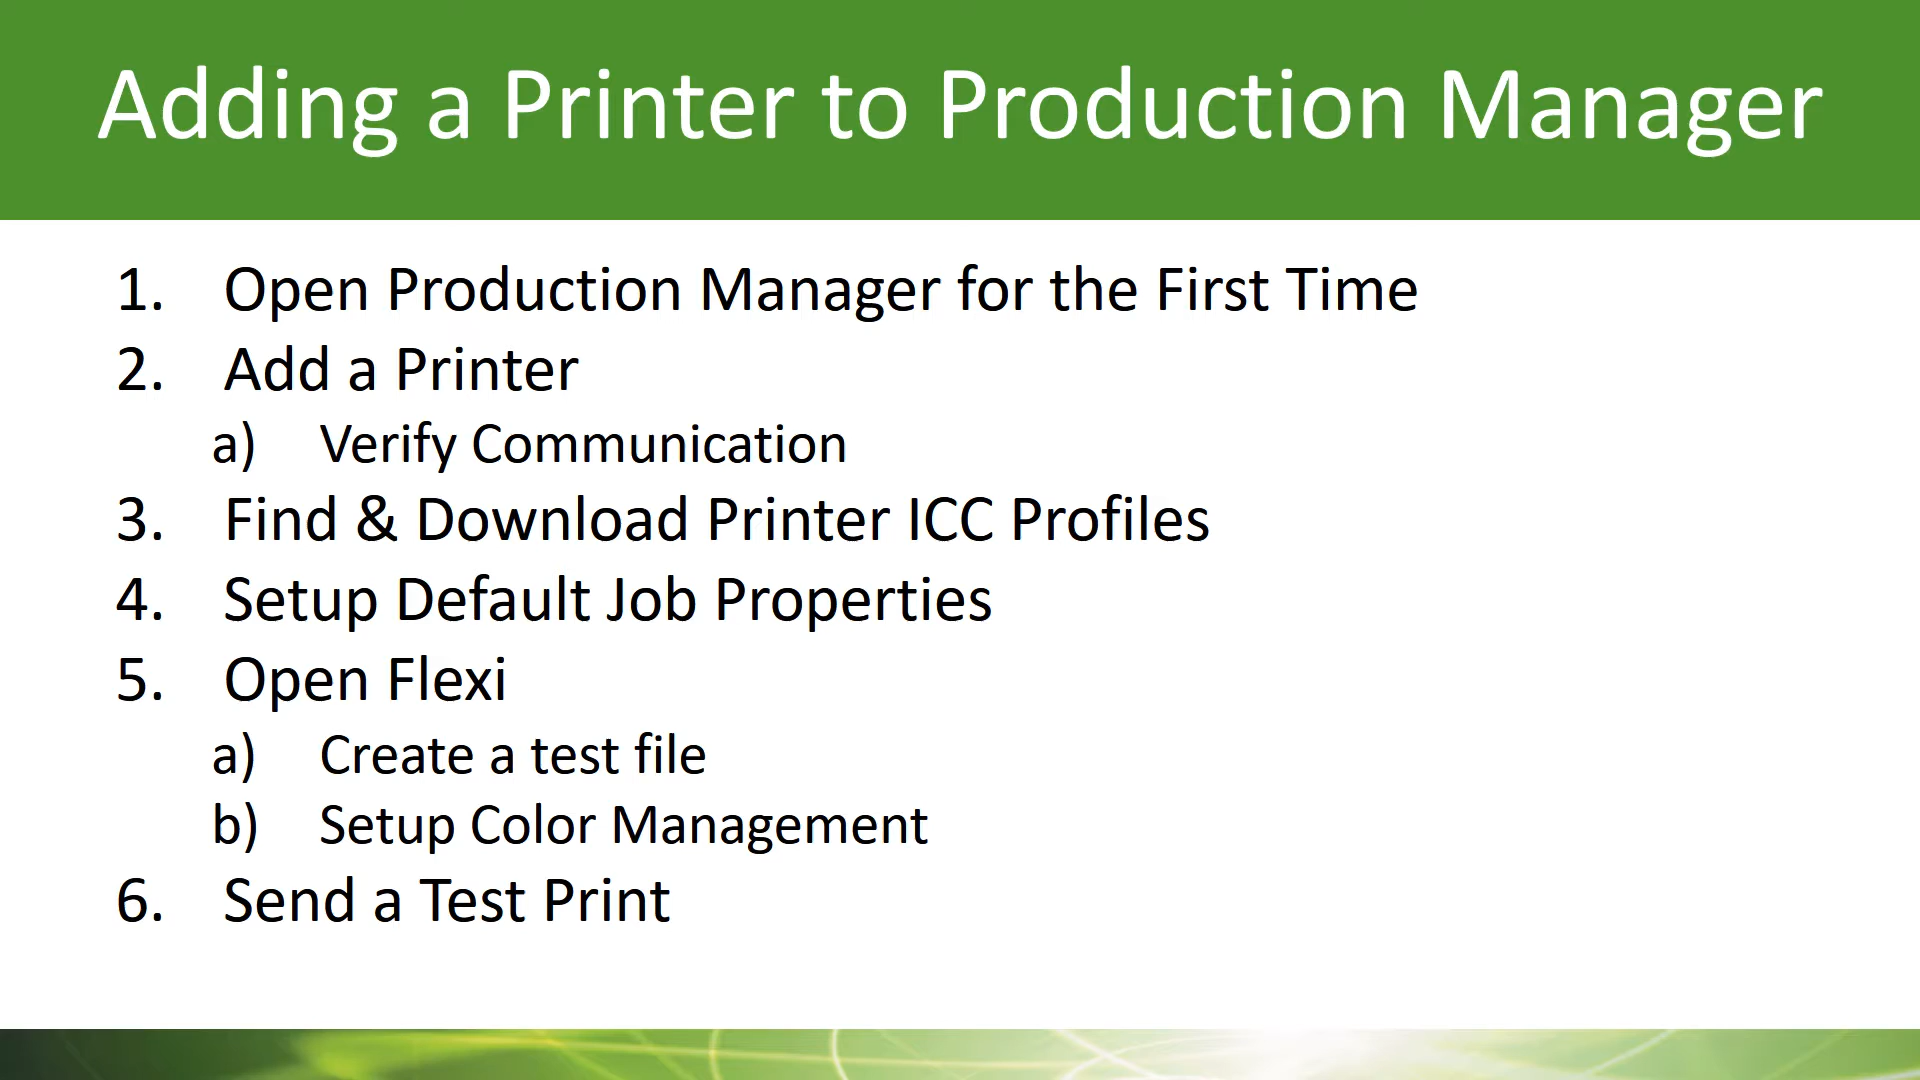 Adding a Printer to Production Manager
1. Open Production Manager for the First Time
2. Add a Printer
a) Verify Communication
3. Find & Download Printer ICC Profiles
4. Setup Default Job Properties
5. Open Flexi
a) Create a test file
b) Setup Color Management
6. Send a Test Print